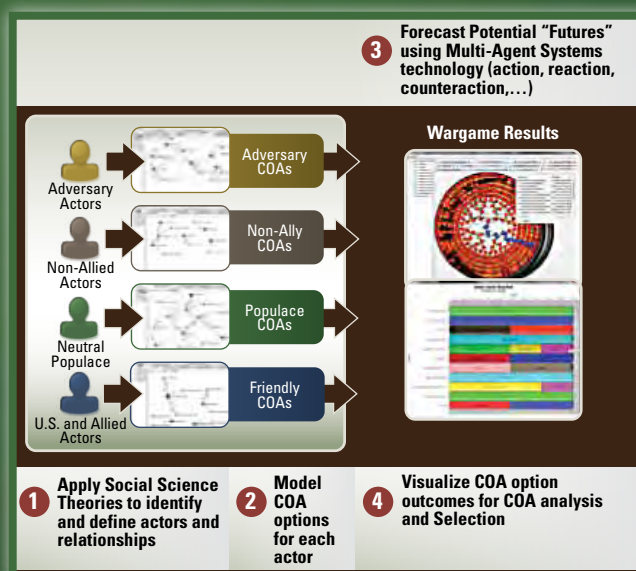 3
Forecast Potential “Futures”
using Multi-Agent Systems
technology (action, reaction,
counteraction,…)
Adversary
Actors
Adversary
COAs
Non-Allied
Actors
Non-Ally
COAs
Neutral
Populace
Populace
COAs
U.S. and Allied
Actors
Friendly
COAs
Wargame Results
1
Apply Social Science
Theories to identify
and define actors and
relationships
2
Model
COA
options
for each
actor
4
Visualize COA option
outcomes for COA analysis
and Selection